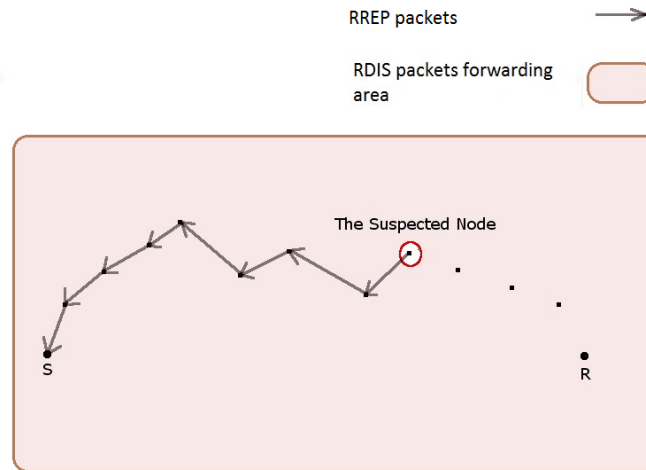 RREP packets
RDIS packets forwarding
area
The Suspected Node
S
R